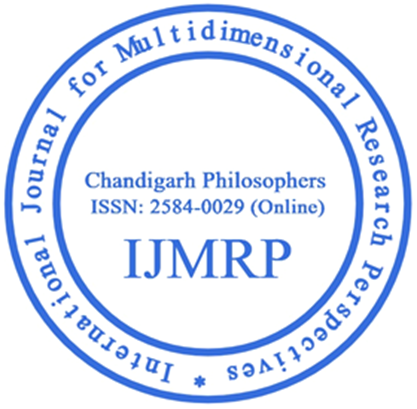 International Journal for Multidimensional Research Perspectives *
Chandigarh Philosophers
ISSN: 2584-0029 (Online)
IJMRP